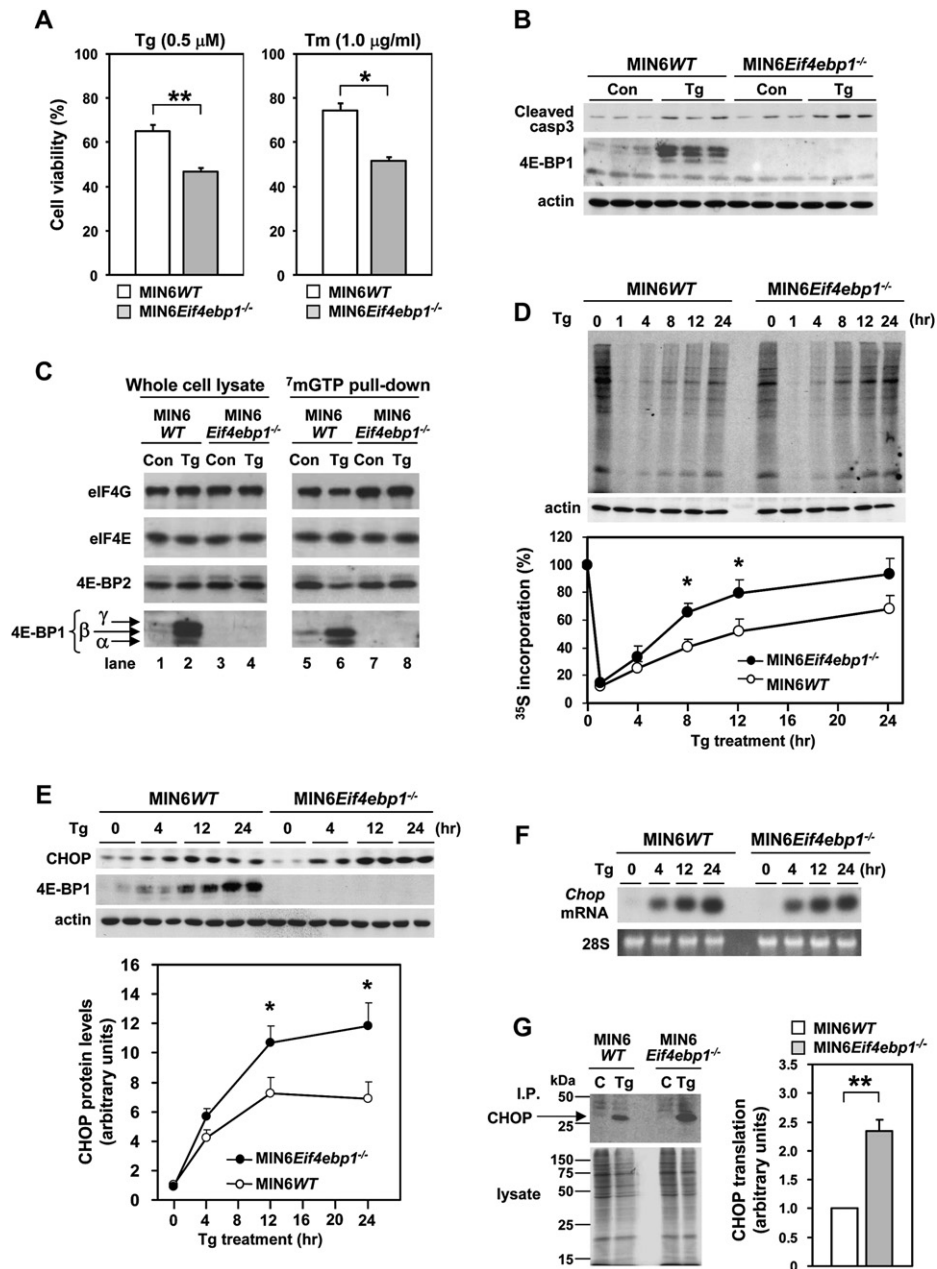 A
Tg (0.5 μM)
Tm (1.0 μg/ml)
Cell viability (%)
100
80
60
40
20
0
**
100
80
60
40
20
0
*
MIN6WT
MIN6Eif4ebp1-/-
MIN6WT
MIN6Eif4ebp1-/-
B
MIN6WT
MIN6Eif4ebp1-/-
Con
Tg
Con
Tg
Cleaved
casp3
4E-BP1
actin
C
Whole cell lysate
7mGTP pull-down
MIN6
WT
MIN6
Eif4ebp1-/-
MIN6
WT
MIN6
Eif4ebp1-/-
Con Tg Con Tg
Con Tg Con Tg
eIF4G
eIF4E
4E-BP2
4E-BP1
γ
β
α
lane
1 2 3 4 5 6 7 8
D
MIN6WT
MIN6Eif4ebp1-/-
Tg
0 1 4 8 12 24
0 1 4 8 12 24 (hr)
actin
35S incorporation (%)
120
100
80
60
40
20
0
*
*
MIN6Eif4ebp1-/-
MIN6WT
0 4 8 12 16 20 24
Tg treatment (hr)
E
MIN6WT
MIN6Eif4ebp1-/-
Tg
0 4 12 24
0 4 12 24 (hr)
CHOP
4E-BP1
actin
CHOP protein levels
(arbitrary units)
16
14
12
10
8
6
4
2
0
*
*
MIN6Eif4ebp1-/-
MIN6WT
0 4 8 12 16 20 24
Tg treatment (hr)
F
MIN6WT
MIN6Eif4ebp1-/-
Tg
0 4 12 24
0 4 12 24 (hr)
Chop
mRNA
28S
G
MIN6
WT
MIN6
Eif4ebp1-/-
I.P.
kDa
C Tg
C Tg
50
CHOP
25
150
75
50
lysate
25
15
MIN6WT
MIN6Eif4ebp1-/-
CHOP translation
(arbitrary units)
3.0
2.5
2.0
1.5
1.0
0.5
0
**